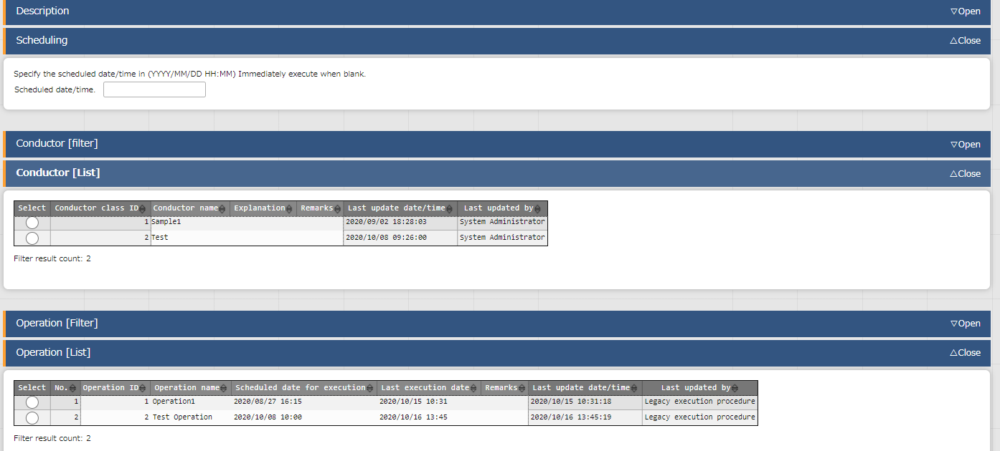 Description ▽Open
Scheduling △Close
Specify the scheduled date/time in (YYYY/MM/DD HH:MM) Immediately execute when blank.
Scheduled date/time.
Conductor [filter] ▽Open
Conductor [List] △Close
Select Conductor class ID Conductor name Explanation Remarks Last update date/time Last updated by
1 Sample1 2020/09/02 18:28:03 System Administrator
2 Test 2020/10/08 09:26:00 System Administrator
Filter result count: 2
Operation [Filter] ▽Open
Operation [List] △Close
Select No. Operation ID Operation name Scheduled date for execution Last execution date Remarks Last update date/time Last updated by
1 1 Operation1 2020/08/27 16:15 2020/10/15 10:31 2020/10/15 10:31:18 Legacy execution procedure
2 2 Test Operation 2020/10/08 10:00 2020/10/16 13:45 2020/10/16 13:45:19 Legacy execution procedure
Filter result count: 2